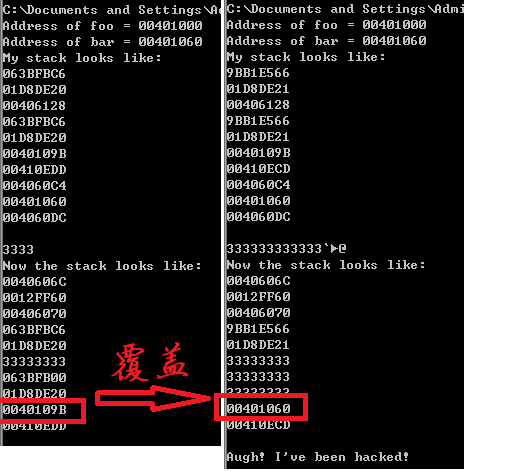 C:\Documents and Settings\Adm
Address of foo = 00401000
Address of bar = 00401060
My stack looks like:
063BFBC6
01D8DE20
00406128
063BFBC6
01D8DE20
0040109B
00410EDD
004060C4
00401060
004060DC
3333
Now the stack looks like:
0040606C
0012FF60
00406070
063BFBC6
01D8DE20
33333333
063BFB00
01D8DE20
0040109B
00410EDD
覆盖
C:\Documents and Settings\Admi
Address of foo = 00401000
Address of bar = 00401060
My stack looks like:
9BB1E566
01D8DE21
00406128
9BB1E566
01D8DE21
0040109B
00410ECD
004060C4
00401060
004060DC
333333333333`►@
Now the stack looks like:
0040606C
0012FF60
00406070
9BB1E566
01D8DE21
33333333
33333333
33333333
00401060
00410ECD
Augh! I've been hacked!